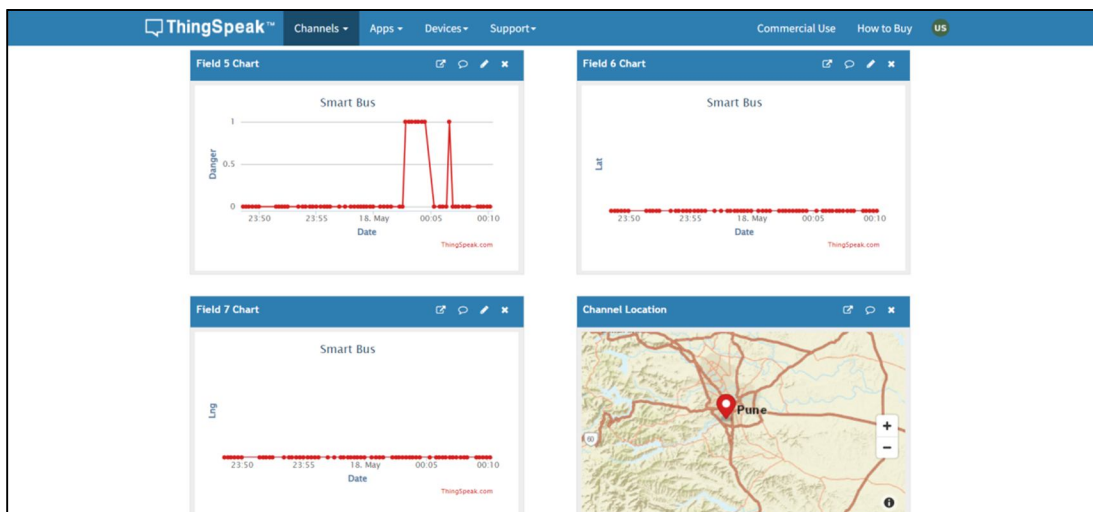 ThingSpeak™ Channels Apps Devices Support Commercial Use How to Buy US
Field 5 Chart
Smart Bus
Danger
1
0.5
0
23:50 23:55 18. May 00:05 00:10
Date
ThingSpeak.com
Field 6 Chart
Smart Bus
Lat
23:50 23:55 18. May 00:05 00:10
Date
ThingSpeak.com
Field 7 Chart
Smart Bus
Lng
23:50 23:55 18. May 00:05 00:10
Date
ThingSpeak.com
Channel Location
Pune
60
+
−